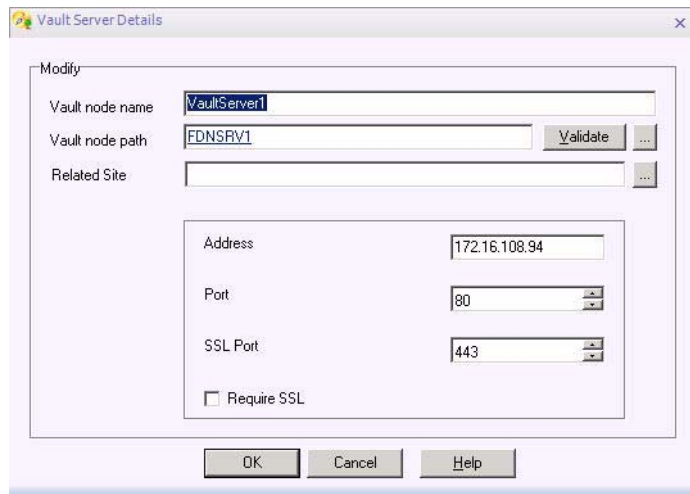 Vault Server Details
Modify
Vault node name VaultServer1
Vault node path FDNSRV1 Validate ...
Related Site ...
Address 172.16.108.94
Port 80
SSL Port 443
Require SSL
OK Cancel Help